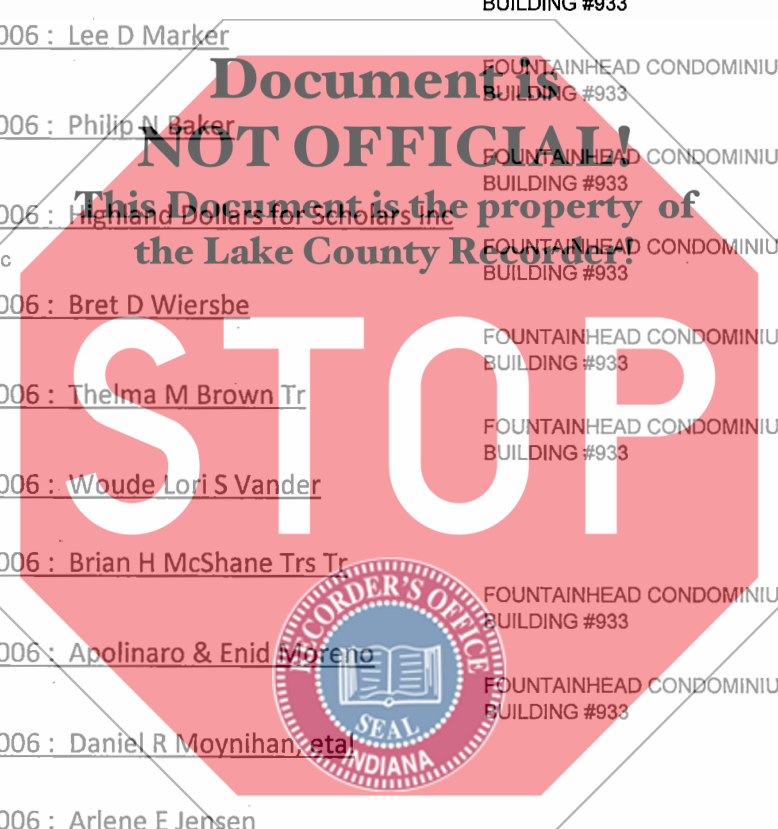 BUILDING #933
006 : Lee D Marker
FOUNTAINHEAD CONDOMINIU
BUILDING #933
Document is
006 : Philip N Baker
NOT OFFICIAL!
FOUNTAINHEAD CONDOMINIU
BUILDING #933
006 : Highland Dollars for Scholars Inc
This Document is the property of
the Lake County Recorder!
FOUNTAINHEAD CONDOMINIU
BUILDING #933
c
006 : Bret D Wiersbe
FOUNTAINHEAD CONDOMINIU
BUILDING #933
STOP
006 : Thelma M Brown Tr
FOUNTAINHEAD CONDOMINIU
BUILDING #933
006 : Woude Lori S Vander
006 : Brian H McShane Trs Tr
FOUNTAINHEAD CONDOMINIU
BUILDING #933
RECORDER'S OFFICE
SEAL
INDIANA
006 : Apolinaro & Enid Moreno
FOUNTAINHEAD CONDOMINIU
BUILDING #933
006 : Daniel R Moynihan, etal
006 : Arlene E Jensen